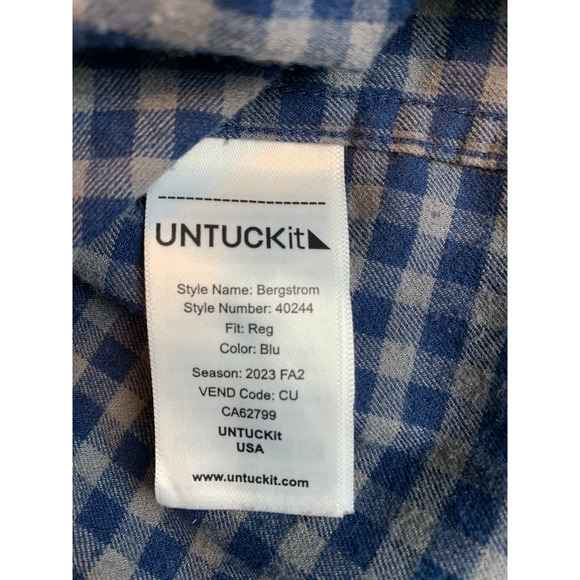 UNTUCKit
Style Name: Bergstrom
Style Number: 40244
Fit: Reg
Color: Blu
Season: 2023 FA2
VEND Code: CU
CA62799
UNTUCKit
USA
www.untuckit.com